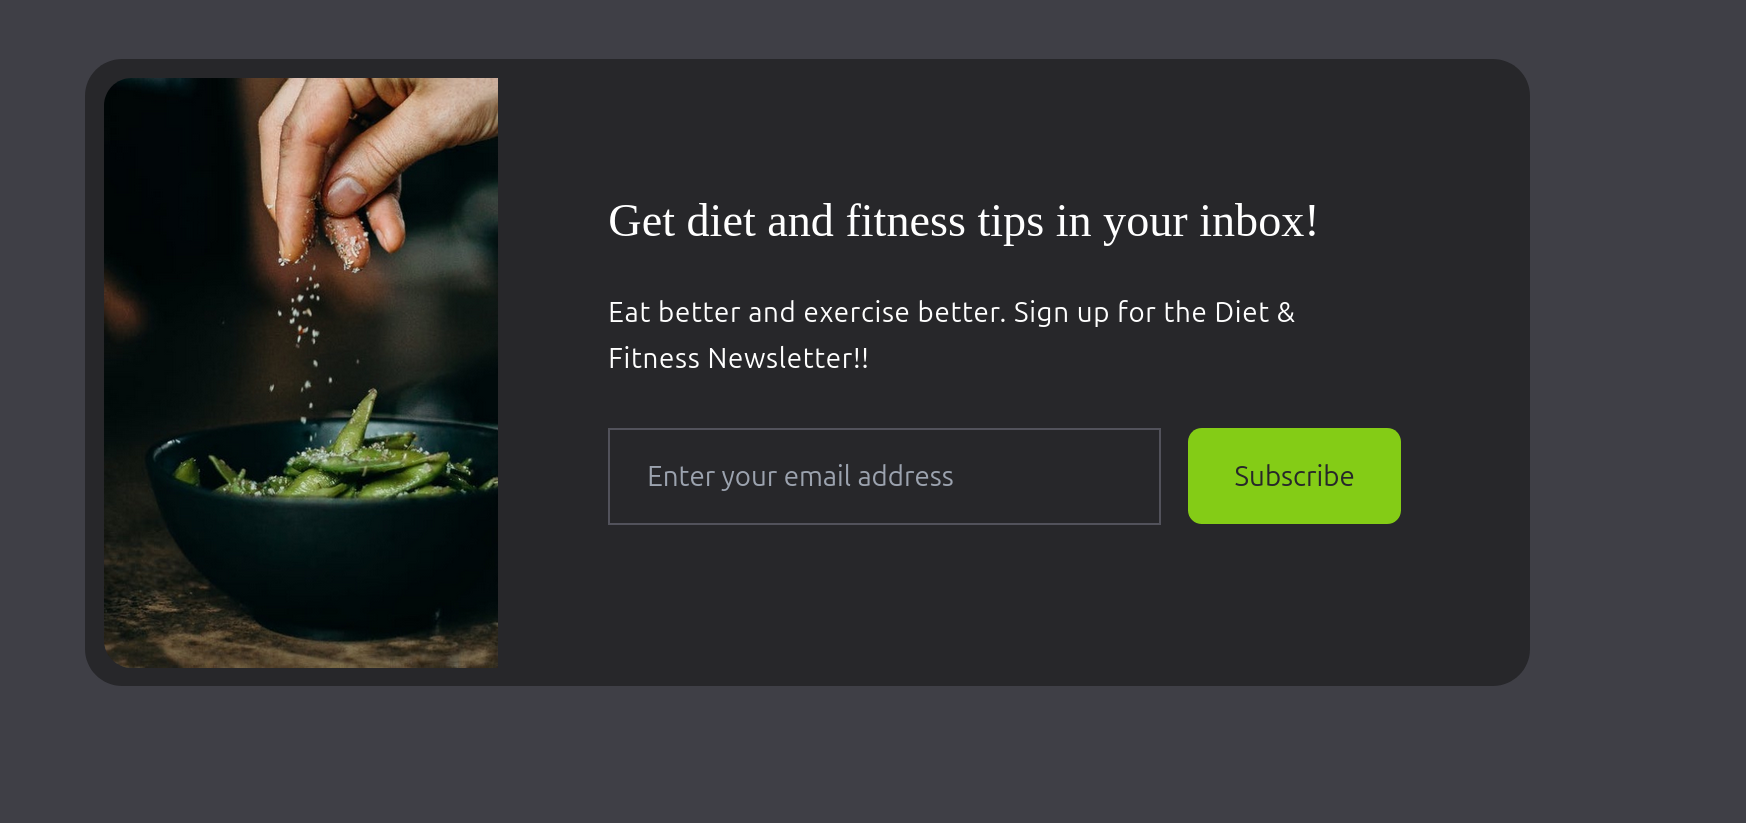 Get diet and fitness tips in your inbox!
Eat better and exercise better. Sign up for the Diet &
Fitness Newsletter!!
Enter your email address
Subscribe